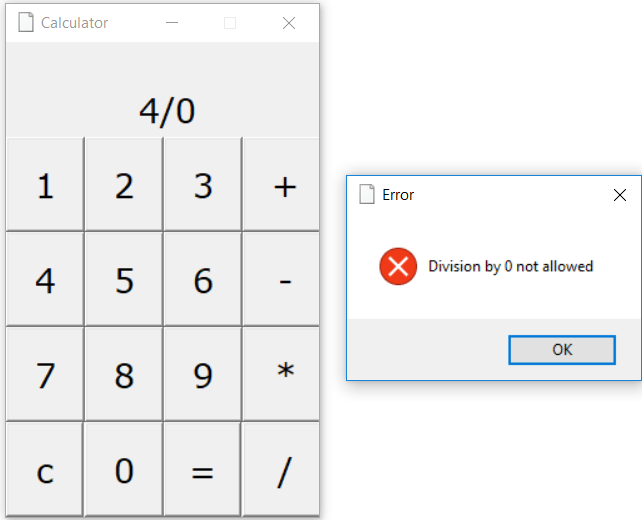 Calculator
4/0
1 2 3 +
4 5 6 -
7 8 9 *
c 0 = /
Error
Division by 0 not allowed
OK